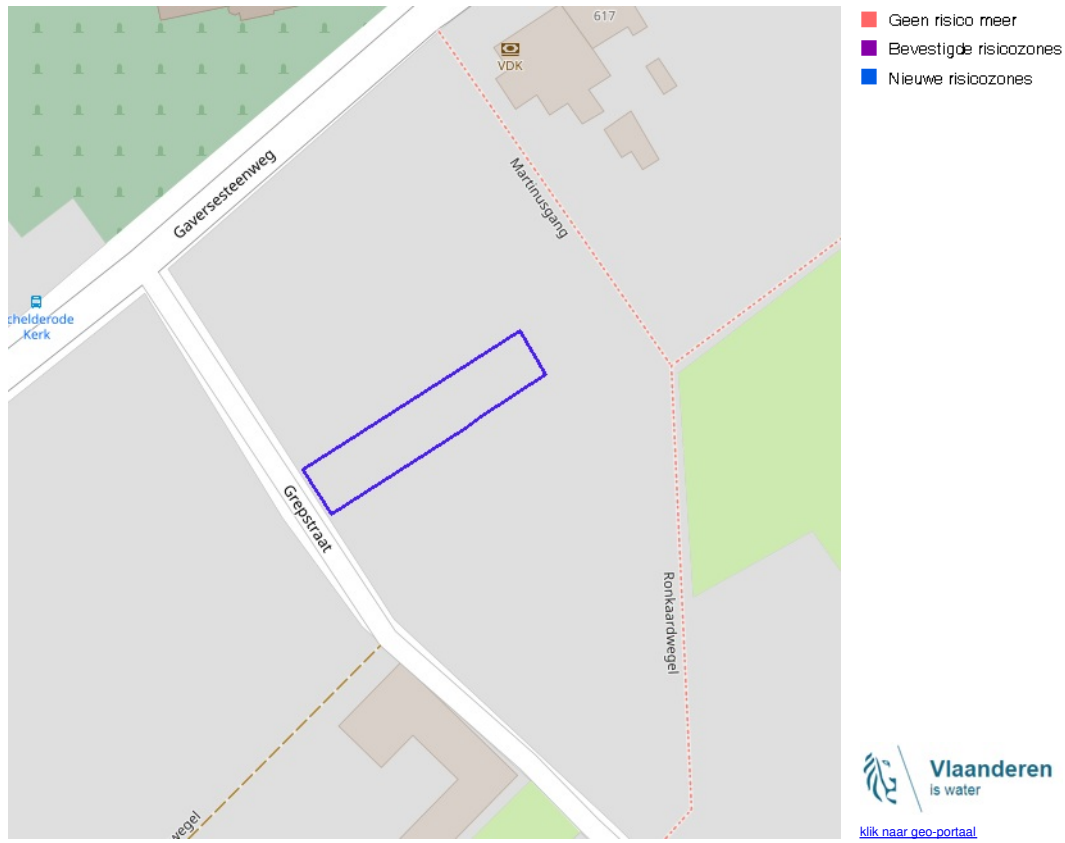 617
VDK
Martinusgang
Gaversesteenweg
chelderode
Kerk
Grepstraat
Ronkaardwegel
wegel
Geen risico meer
Bevestigde risicozones
Nieuwe risicozones
Vlaanderen
is water
klik naar geo-portaal